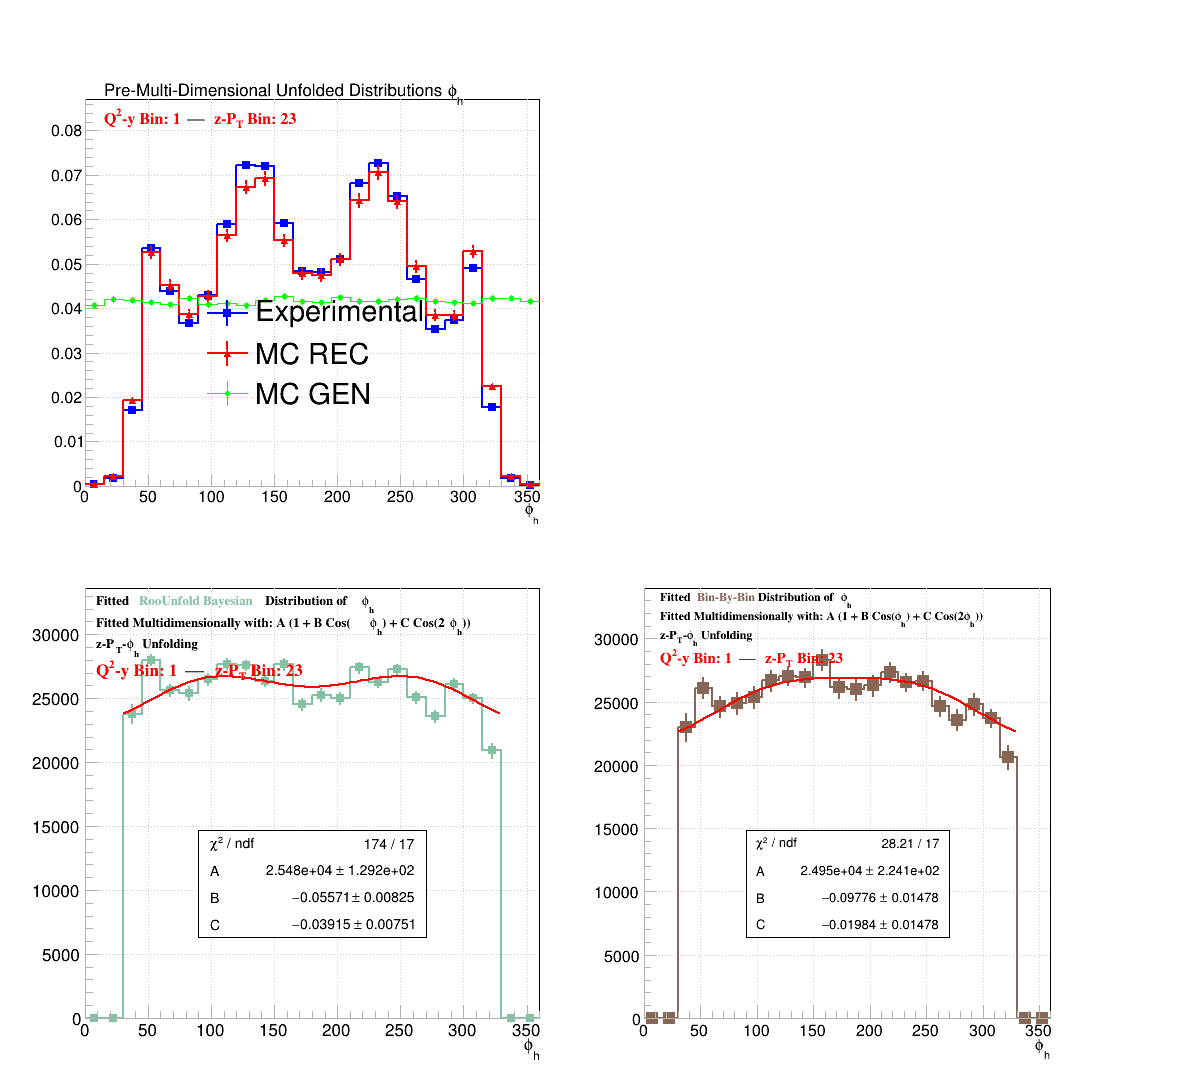 Pre-Multi-Dimensional Unfolded Distributions ϕh
Q2-y Bin: 1 — z-PT Bin: 23
0.08
0.07
0.06
0.05
0.04
0.03
0.02
0.01
0
Experimental
MC REC
MC GEN
0 50 100 150 200 250 300 350
ϕh
Fitted RooUnfold Bayesian Distribution of ϕh
Fitted Multidimensionally with: A (1 + B Cos( ϕh) + C Cos(2 ϕh))
z-PT-ϕh Unfolding
Q2-y Bin: 1 — z-PT Bin: 23
30000
25000
20000
15000
10000
5000
0
χ2 / ndf 174 / 17
A 2.548e+04 ± 1.292e+02
B −0.05571 ± 0.00825
C −0.03915 ± 0.00751
0 50 100 150 200 250 300 350
ϕh
Fitted Bin-By-Bin Distribution of ϕh
Fitted Multidimensionally with: A (1 + B Cos(ϕh) + C Cos(2ϕh))
z-PT-ϕh Unfolding
Q2-y Bin: 1 — z-PT Bin: 23
30000
25000
20000
15000
10000
5000
0
χ2 / ndf 28.21 / 17
A 2.495e+04 ± 2.241e+02
B −0.09776 ± 0.01478
C −0.01984 ± 0.01478
0 50 100 150 200 250 300 350
ϕh